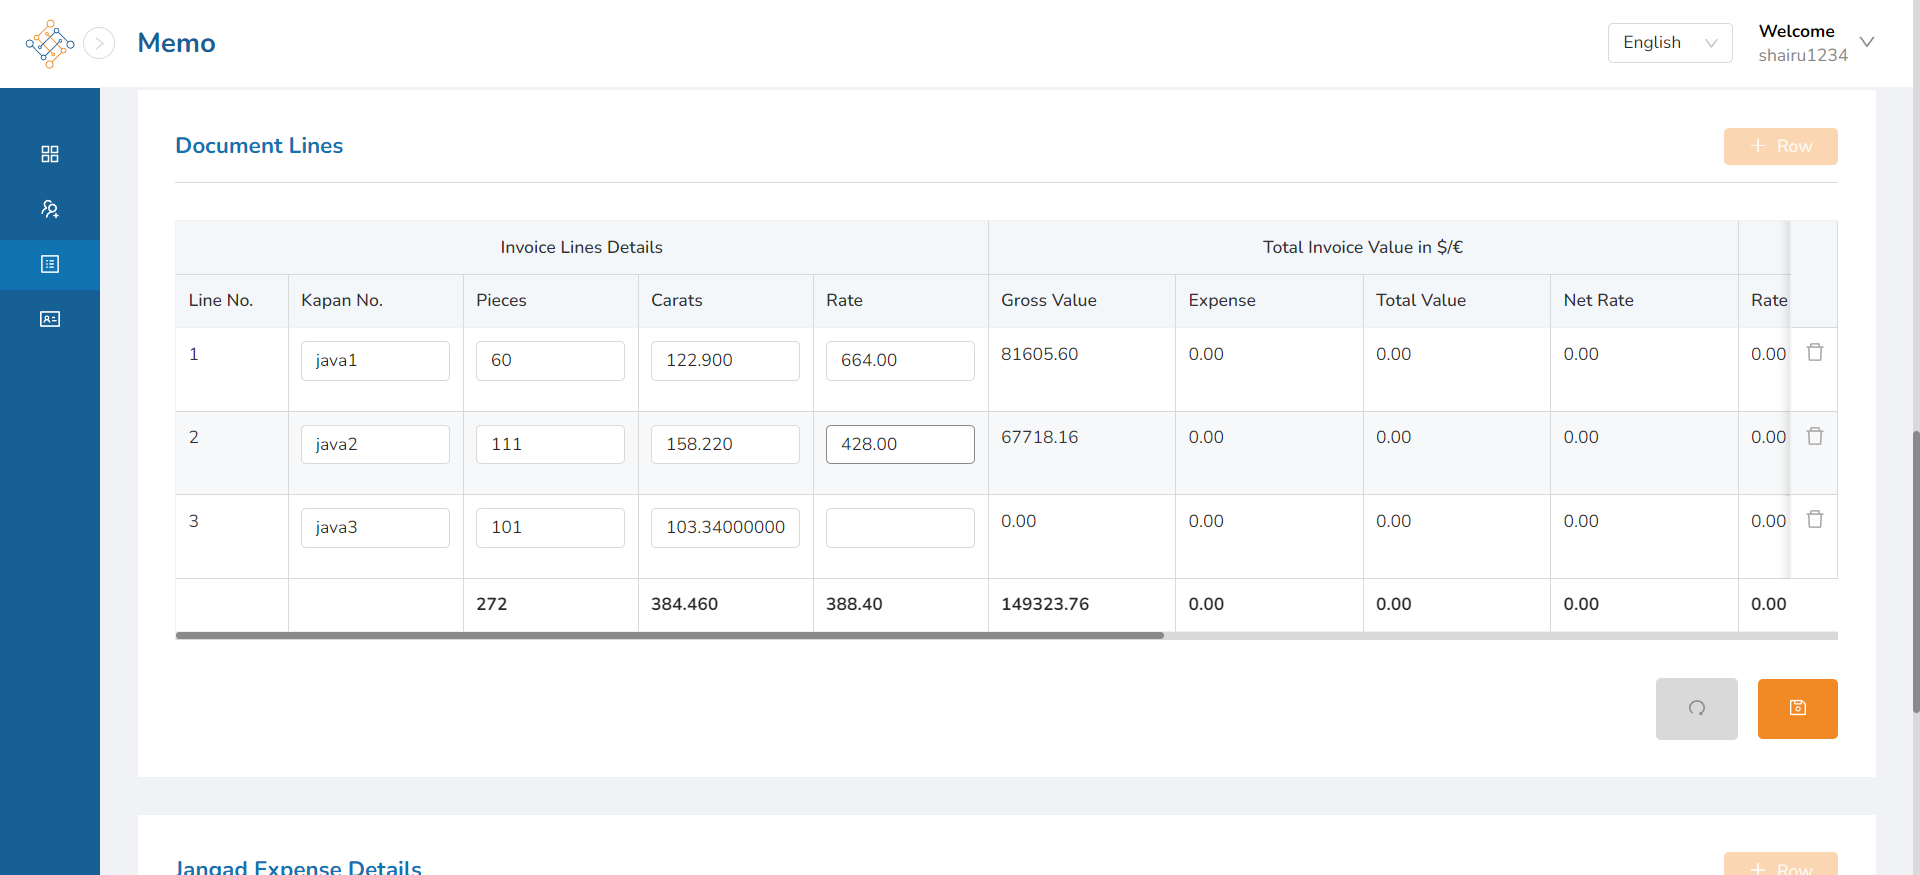 Memo
English
Welcome
shairu1234
Document Lines
+ Row
Invoice Lines Details
Total Invoice Value in $/€
Line No. Kapan No. Pieces Carats Rate Gross Value Expense Total Value Net Rate Rate
1 java1 60 122.900 664.00 81605.60 0.00 0.00 0.00 0.00
2 java2 111 158.220 428.00 67718.16 0.00 0.00 0.00 0.00
3 java3 101 103.34000000 0.00 0.00 0.00 0.00 0.00
272 384.460 388.40 149323.76 0.00 0.00 0.00 0.00
Jangad Expense Details
+ Row